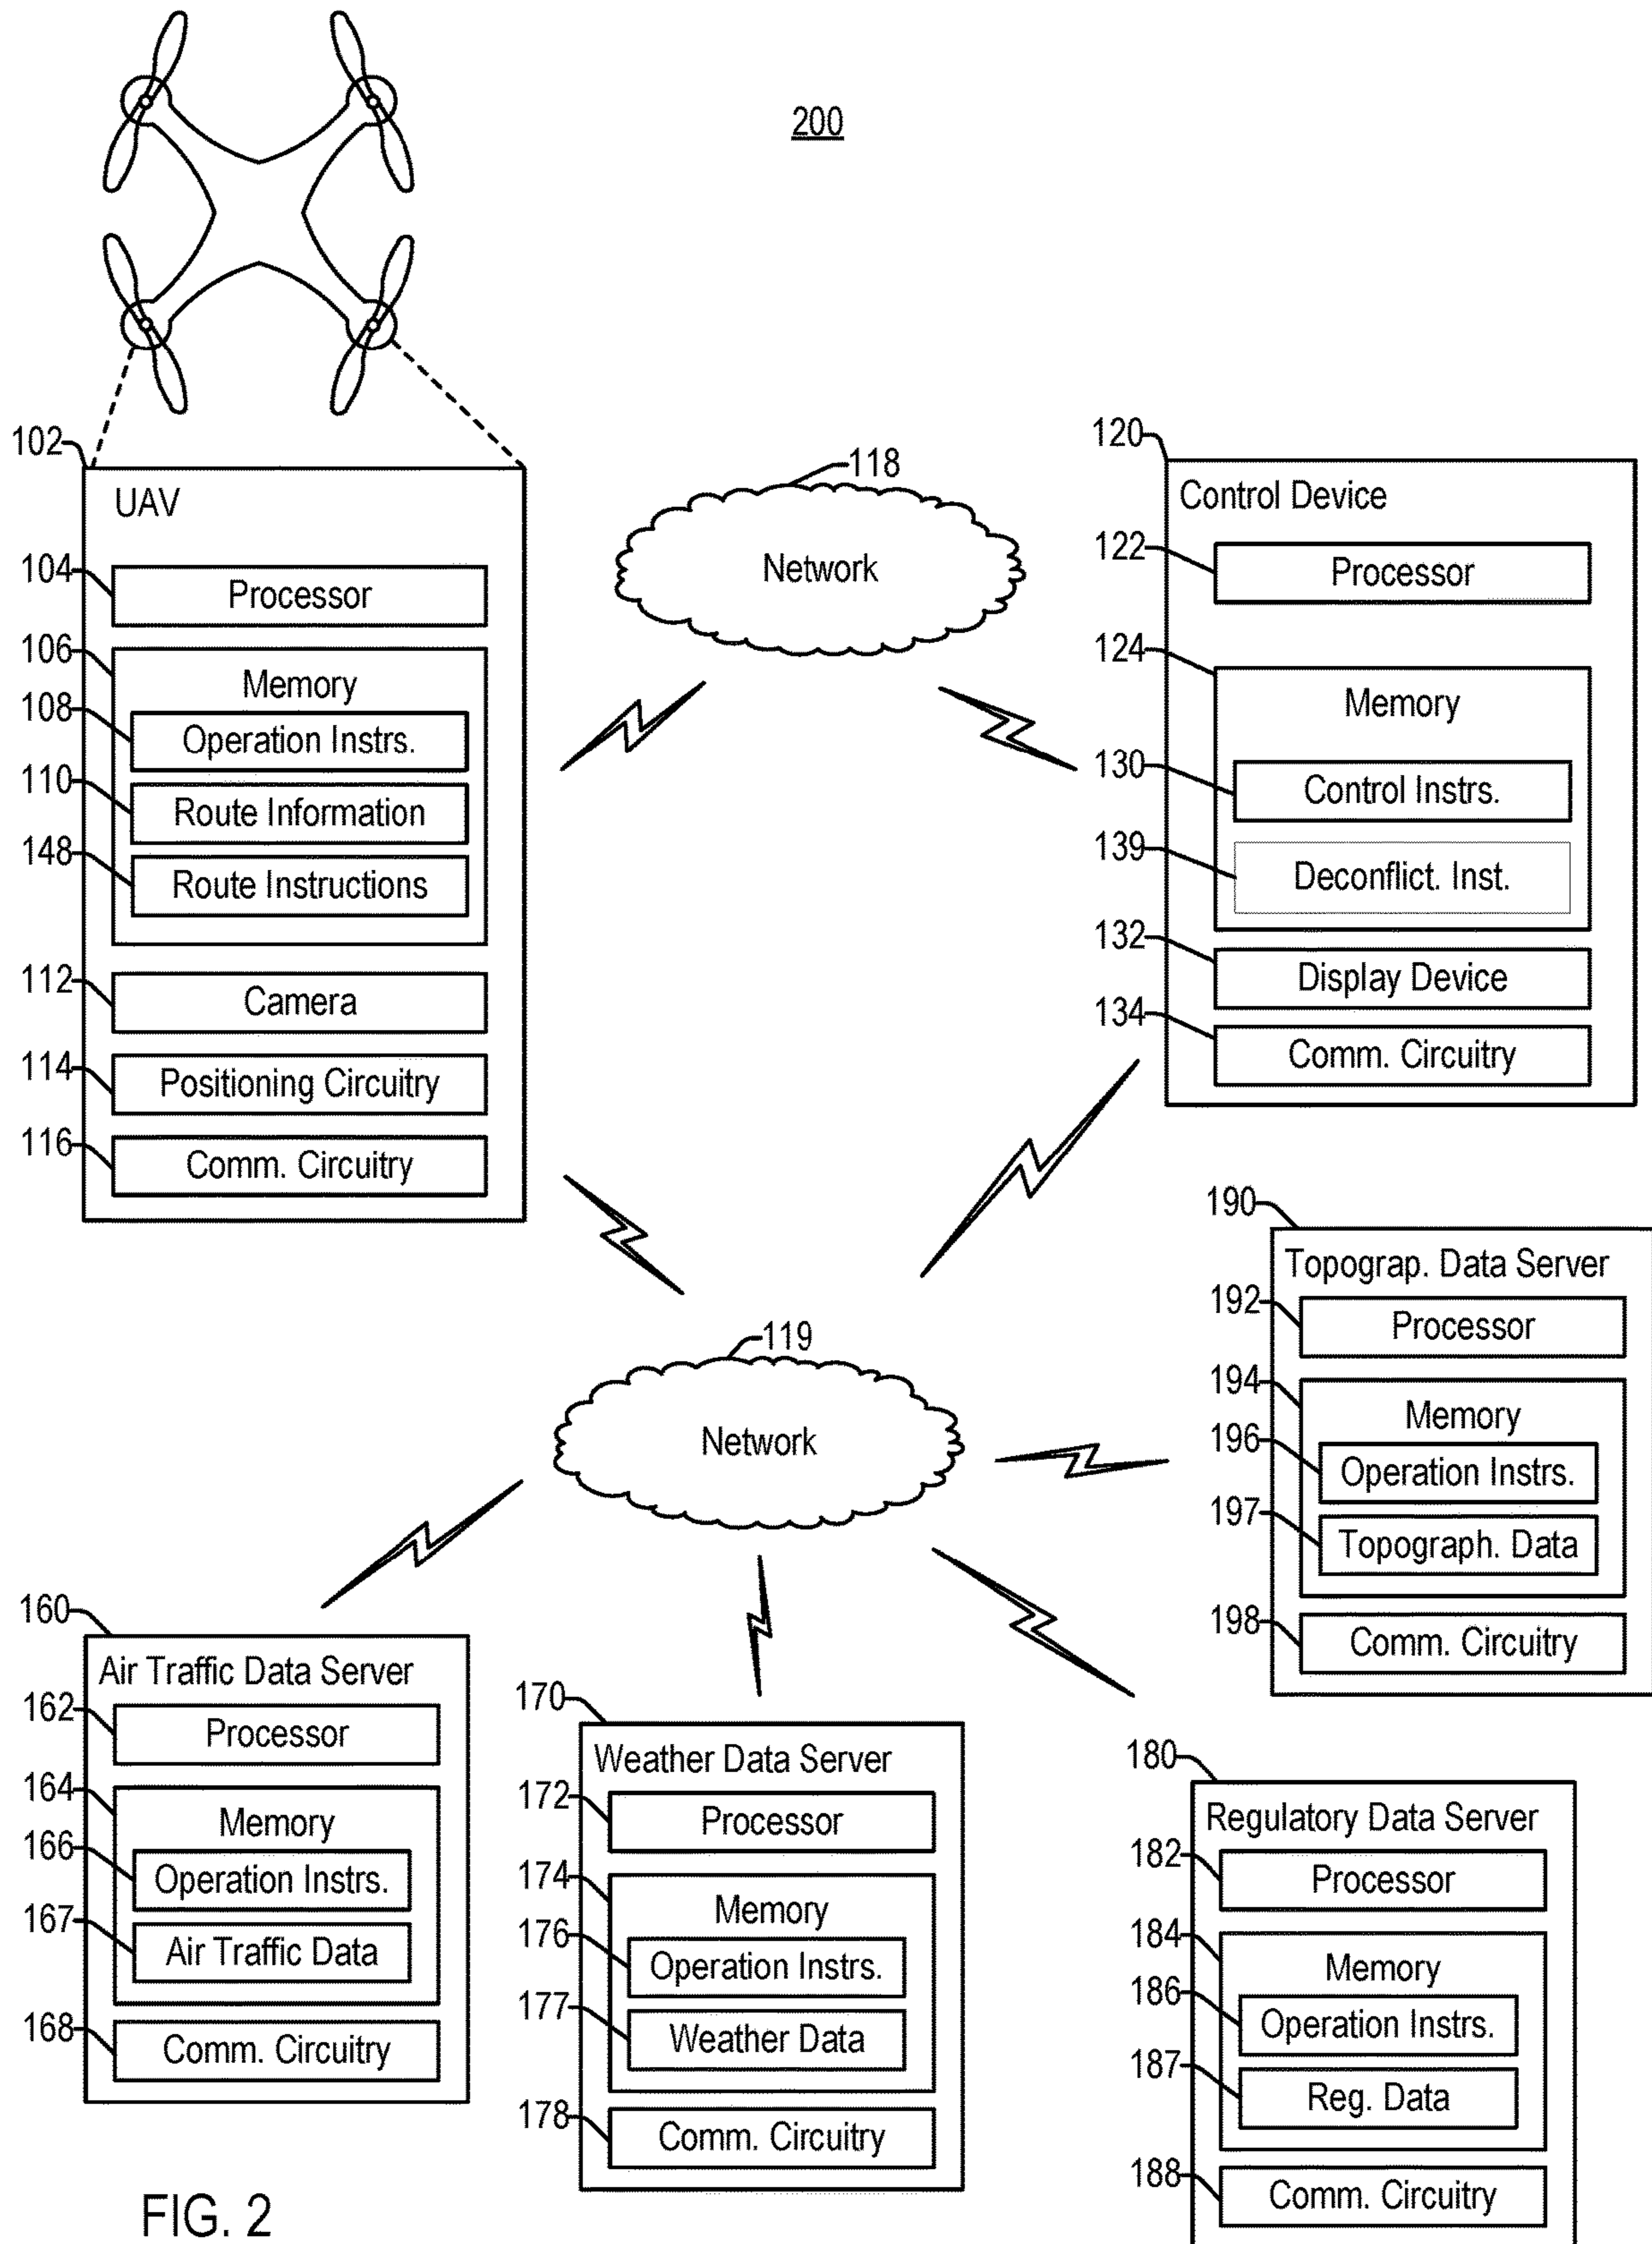 200
102
UAV
104
Processor
106
Memory
108
Operation Instrs.
110
Route Information
148
Route Instructions
112
Camera
114
Positioning Circuitry
116
Comm. Circuitry
118
Network
120
Control Device
122
Processor
124
Memory
130
Control Instrs.
139
Deconflict. Inst.
132
Display Device
134
Comm. Circuitry
119
Network
190
Topograp. Data Server
192
Processor
194
Memory
196
Operation Instrs.
197
Topograph. Data
198
Comm. Circuitry
160
Air Traffic Data Server
162
Processor
164
Memory
166
Operation Instrs.
167
Air Traffic Data
168
Comm. Circuitry
170
Weather Data Server
172
Processor
174
Memory
176
Operation Instrs.
177
Weather Data
178
Comm. Circuitry
180
Regulatory Data Server
182
Processor
184
Memory
186
Operation Instrs.
187
Reg. Data
188
Comm. Circuitry
FIG. 2